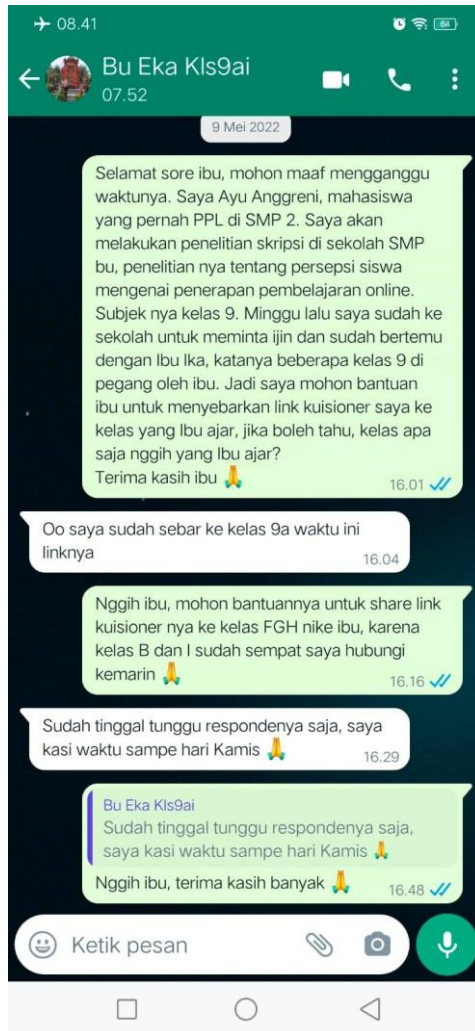 08.41
64
Bu Eka Kls9ai
07.52
9 Mei 2022
Selamat sore ibu, mohon maaf mengganggu
waktunya. Saya Ayu Anggreni, mahasiswa
yang pernah PPL di SMP 2. Saya akan
melakukan penelitian skripsi di sekolah SMP
bu, penelitian nya tentang persepsi siswa
mengenai penerapan pembelajaran online.
Subjek nya kelas 9. Minggu lalu saya sudah ke
sekolah untuk meminta ijin dan sudah bertemu
dengan Ibu Ika, katanya beberapa kelas 9 di
pegang oleh ibu. Jadi saya mohon bantuan
ibu untuk menyebarkan link kuisioner saya ke
kelas yang Ibu ajar, jika boleh tahu, kelas apa
saja nggih yang Ibu ajar?
Terima kasih ibu 🙏
16.01
Oo saya sudah sebar ke kelas 9a waktu ini
linknya
16.04
Nggih ibu, mohon bantuannya untuk share link
kuisioner nya ke kelas FGH nike ibu, karena
kelas B dan I sudah sempat saya hubungi
kemarin 🙏
16.16
Sudah tinggal tunggu respondenya saja, saya
kasi waktu sampe hari Kamis 🙏
16.29
Bu Eka Kls9ai
Sudah tinggal tunggu respondenya saja,
saya kasi waktu sampe hari Kamis 🙏
Nggih ibu, terima kasih banyak 🙏
16.48
Ketik pesan